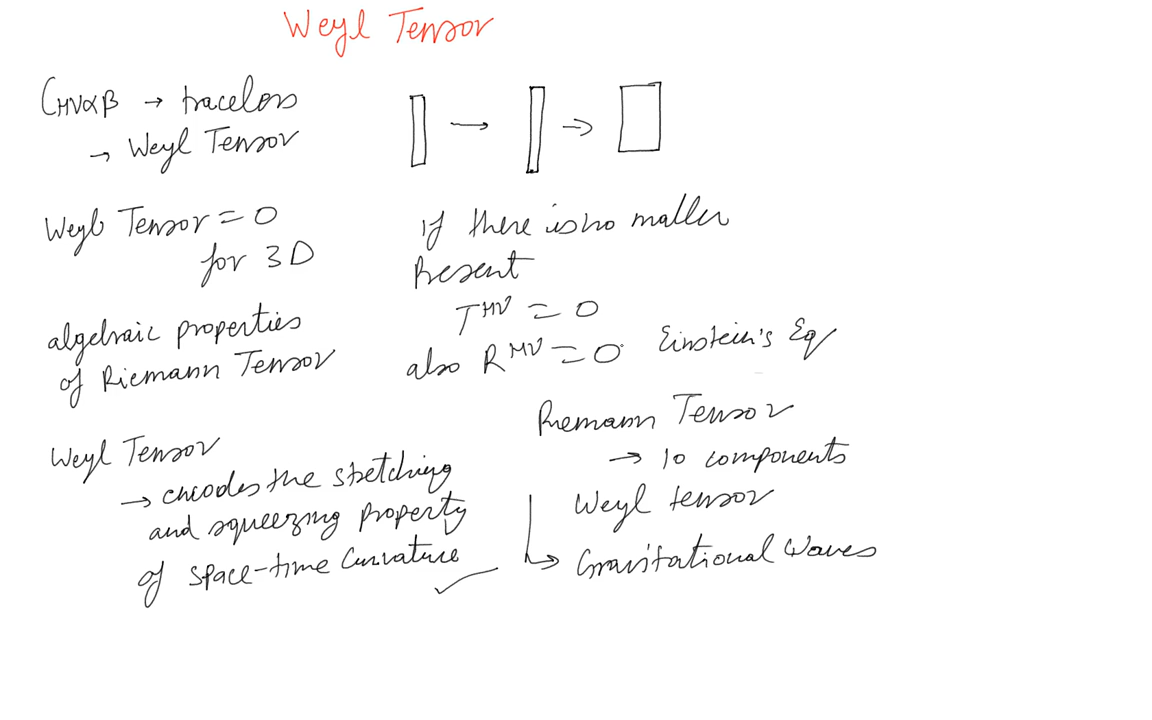 Weyl Tensor
Cμναβ → traceless
→ Weyl Tensor
Weyl Tensor = 0
for 3D
algebraic properties
of Riemann Tensor
Weyl Tensor
→ encodes the stretching
and squeezing property
of space-time curvature
If there is no matter
Present
T^μν = 0
also R^μν = 0. Einstein's Eq
Riemann Tensor
→ 10 components
Weyl tensor
↳ Gravitational Waves